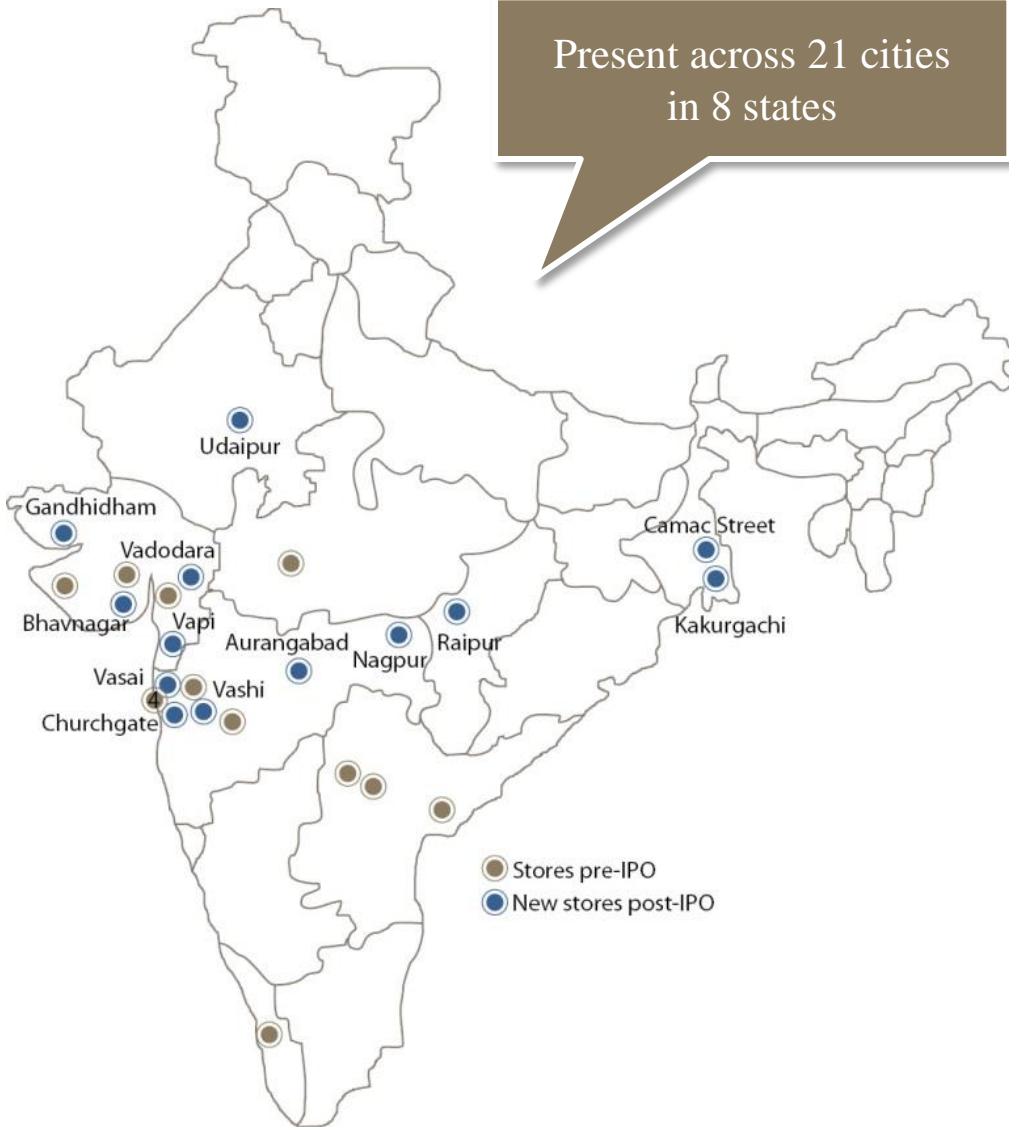 Present across 21 cities
in 8 states
Udaipur
Gandhidham
Vadodara
Camac Street
Bhavnagar
Vapi
Aurangabad
Nagpur
Raipur
Kakurgachi
Vasai
Vashi
4
Churchgate
Stores pre-IPO
New stores post-IPO